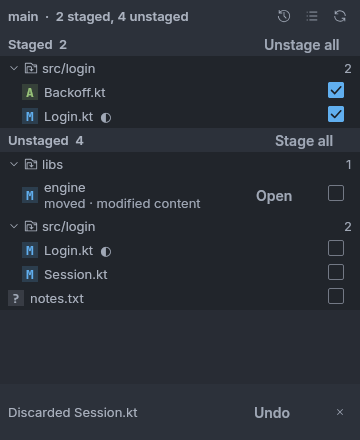 main · 2 staged, 4 unstaged
Staged 2 Unstage all
src/login 2
A Backoff.kt
M Login.kt
Unstaged 4 Stage all
libs 1
M engine
moved · modified content
Open
src/login 2
M Login.kt
M Session.kt
? notes.txt
Discarded Session.kt Undo ×